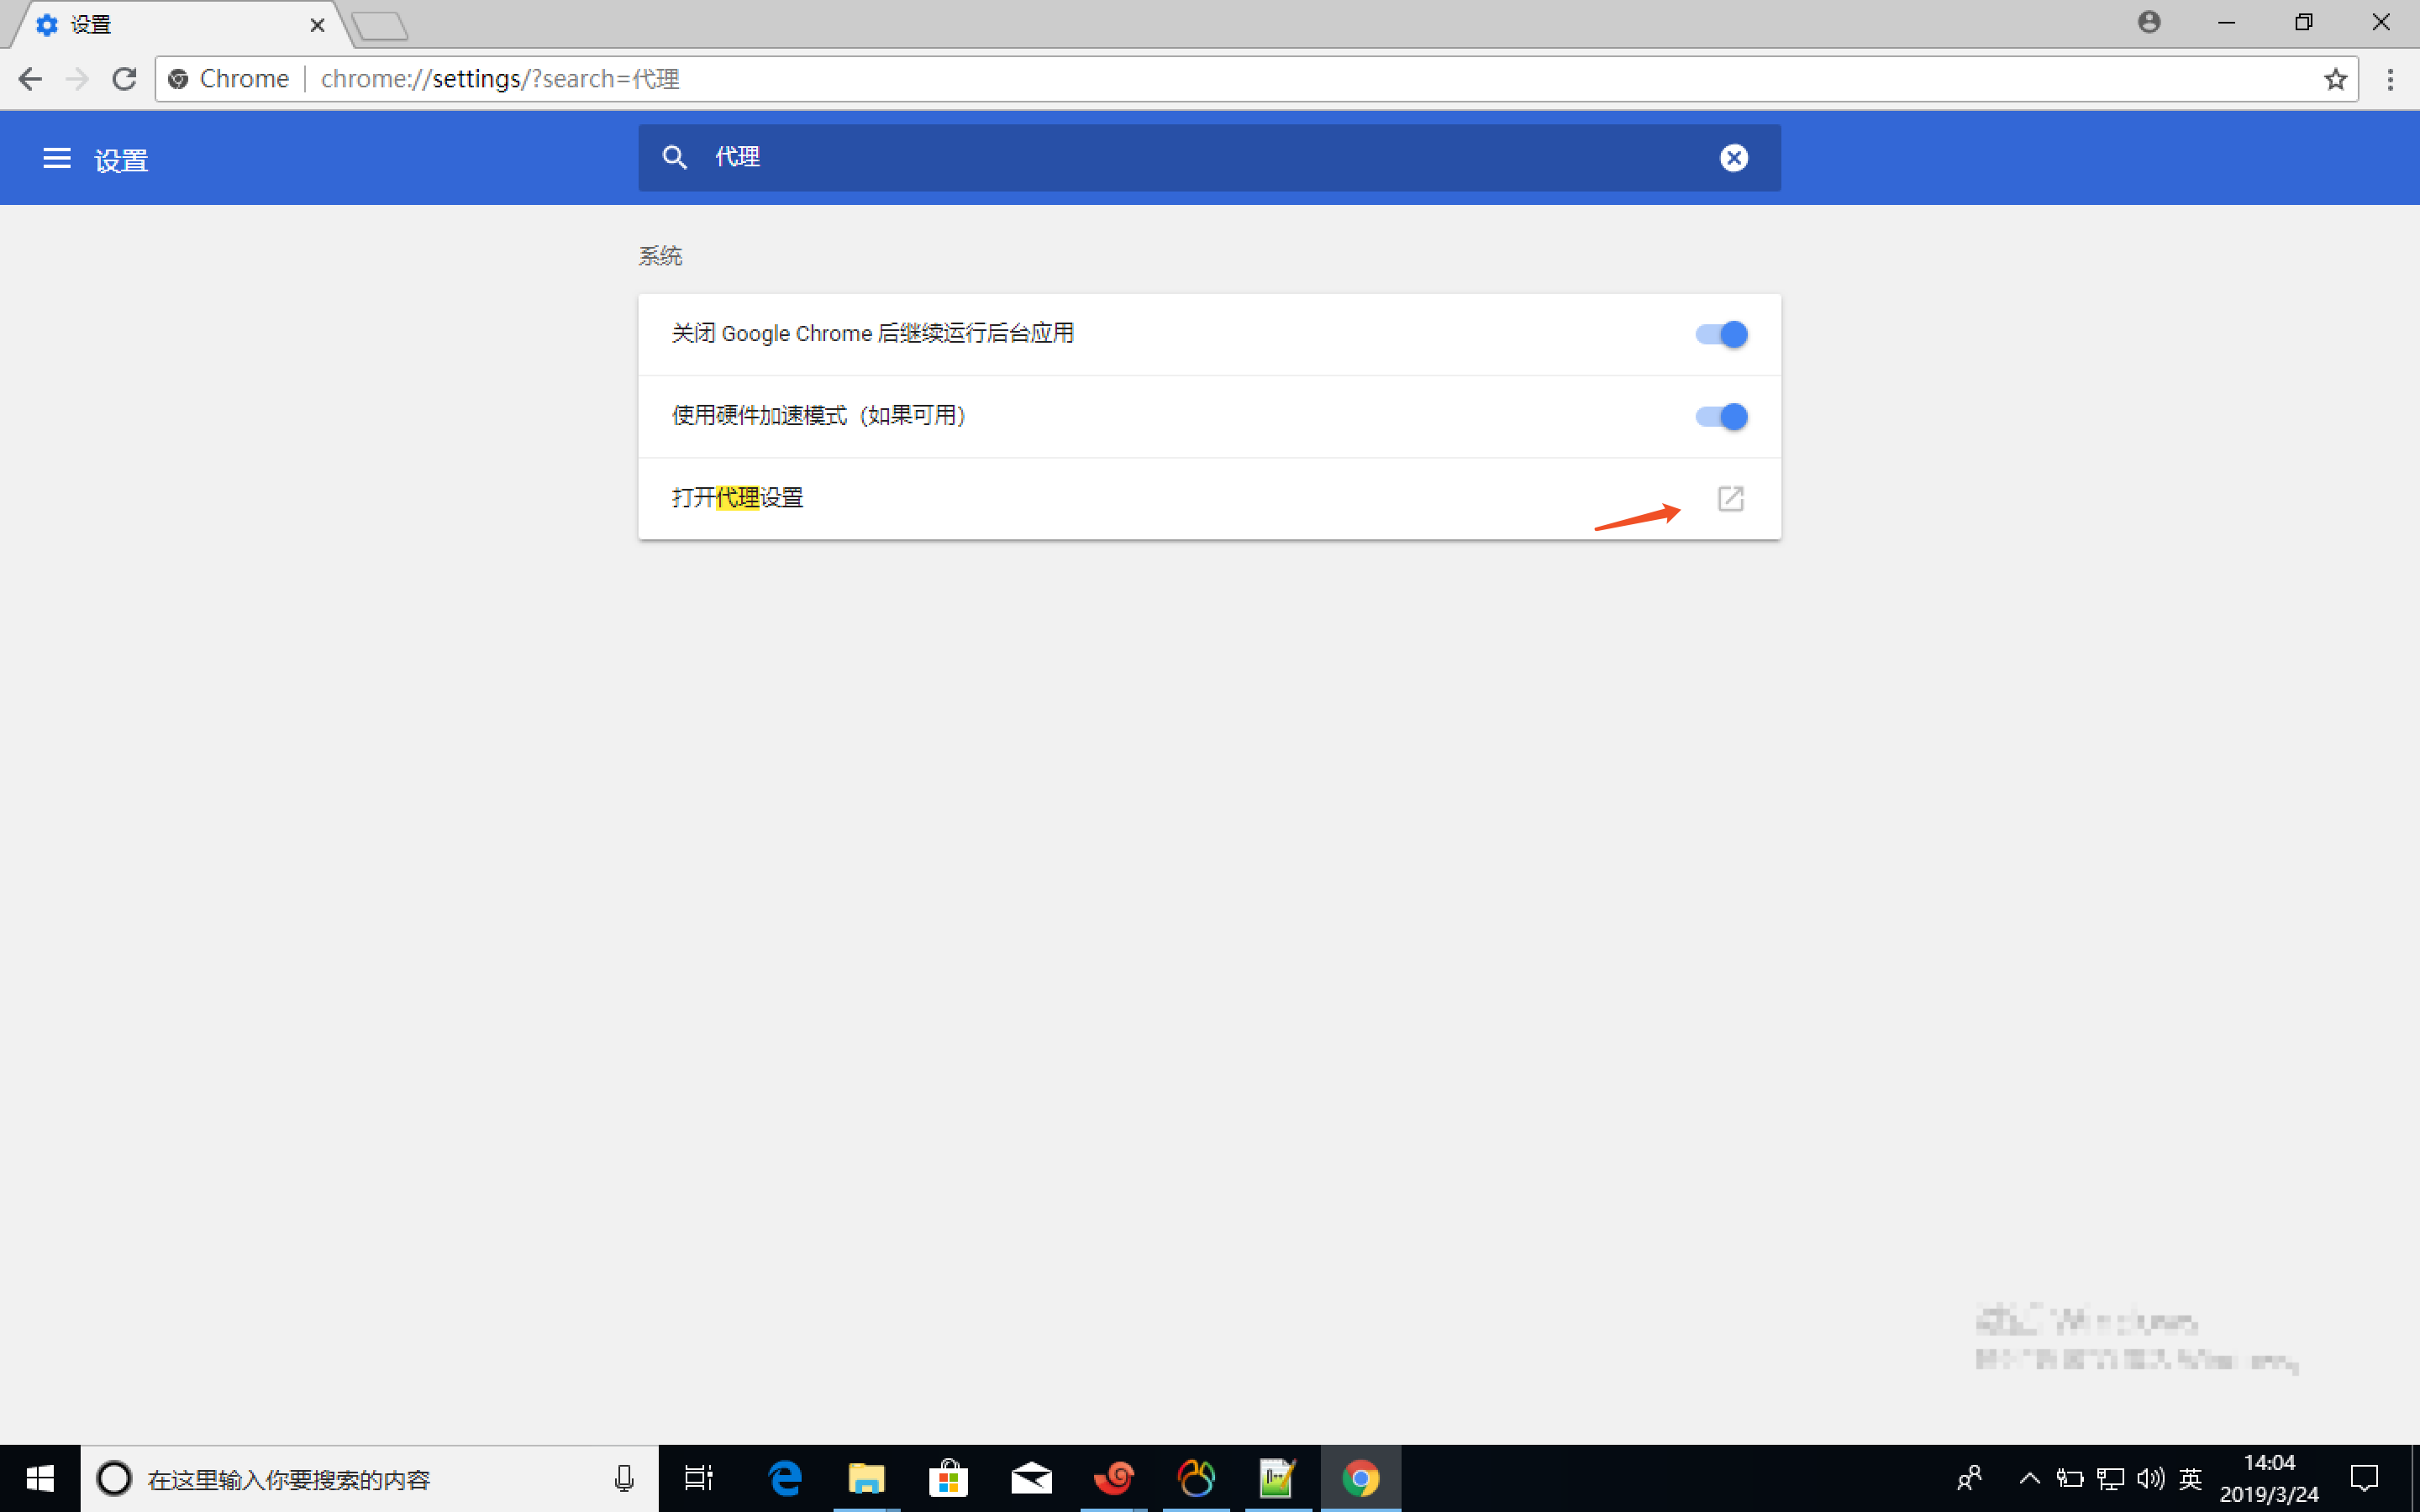 设置
Chrome chrome://settings/?search=代理
设置
代理
系统
关闭 Google Chrome 后继续运行后台应用
使用硬件加速模式（如果可用）
打开代理设置
在这里输入你要搜索的内容
英
14:04
2019/3/24